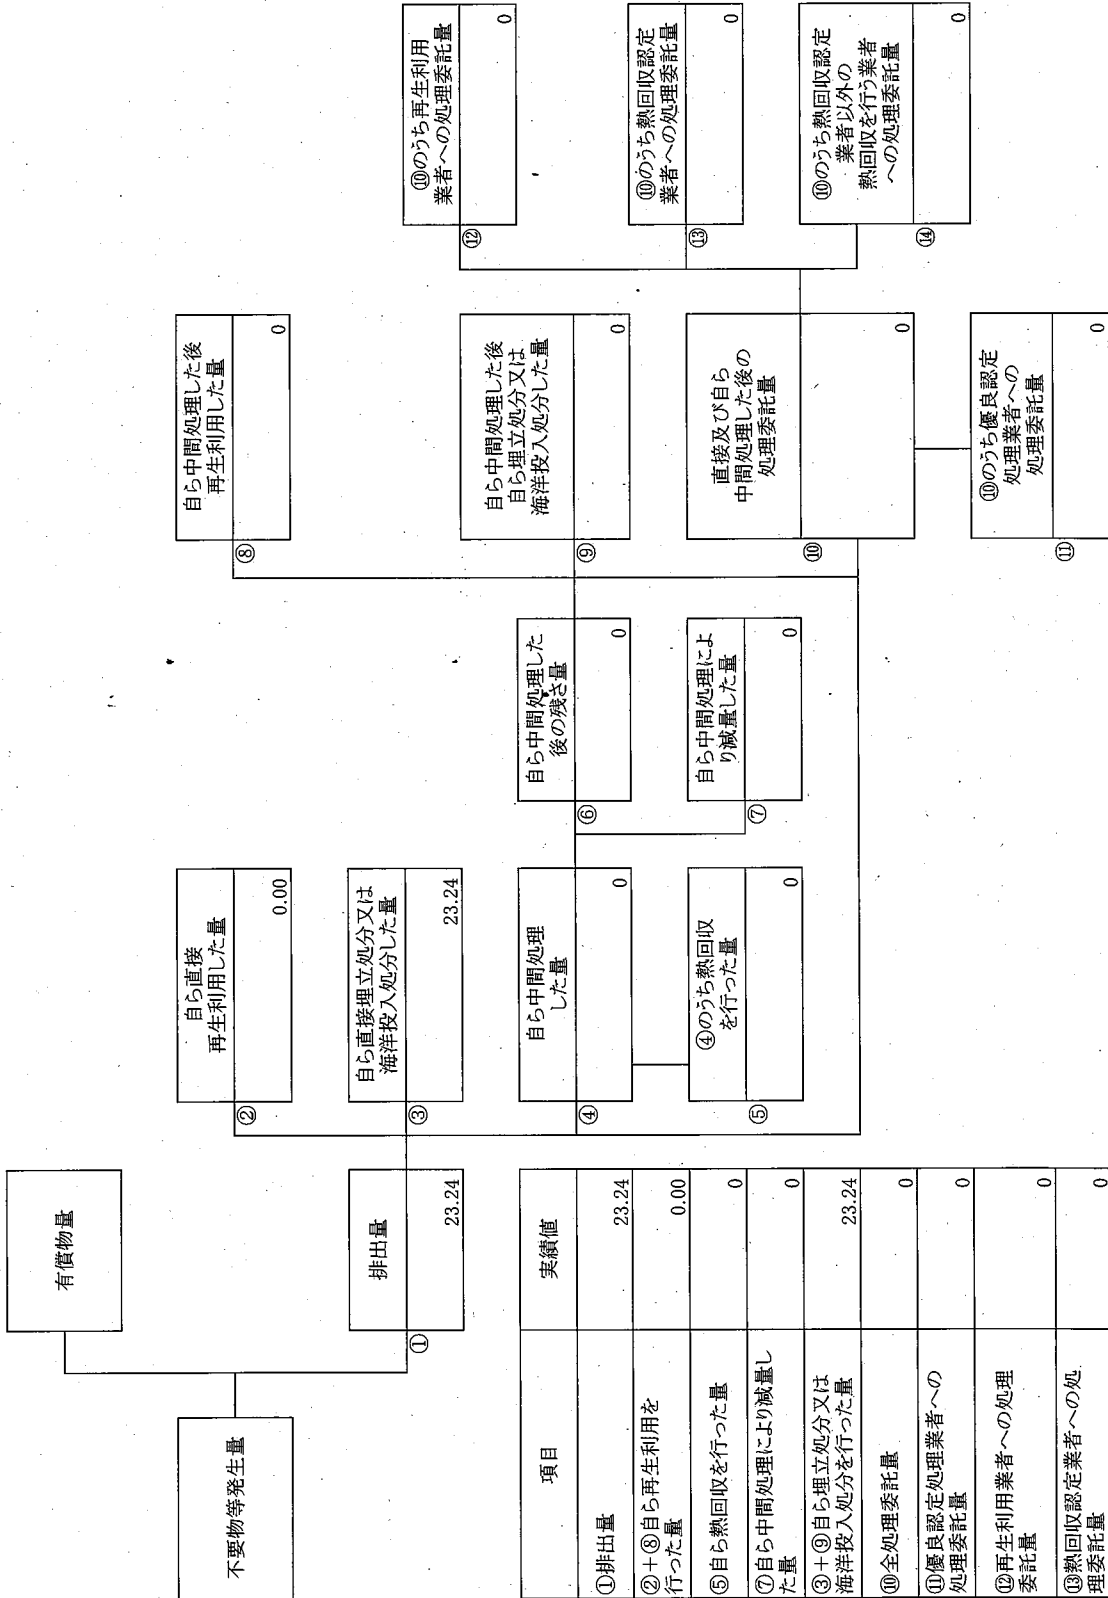 不要物等発生量
有償物量
①
排出量
23.24
②
自ら直接
再生利用した量
0.00
③
自ら直接埋立処分又は
海洋投入処分した量
23.24
④
自ら中間処理
した量
0
⑤
④のうち熱回収
を行った量
0
⑥
自ら中間処理した
後の残さ量
0
⑦
自ら中間処理によ
り減量した量
0
⑧
自ら中間処理した後
再生利用した量
0
⑨
自ら中間処理した後
自ら埋立処分又は
海洋投入処分した量
0
⑩
直接及び自ら
中間処理した後の
処理委託量
0
⑪
⑩のうち優良認定
処理業者への
処理委託量
0
⑫
⑩のうち再生利用
業者への処理委託量
0
⑬
⑩のうち熱回収認定
業者への処理委託量
0
⑭
⑩のうち熱回収認定
業者以外の
熱回収を行う業者
への処理委託量
0
項目
実績値
①排出量
23.24
②+⑧自ら再生利用を
行った量
0.00
⑤自ら熱回収を行った量
0
⑦自ら中間処理により減量し
た量
0
③+⑨自ら埋立処分又は
海洋投入処分を行った量
23.24
⑩全処理委託量
0
⑪優良認定処理業者への
処理委託量
0
⑫再生利用業者への処理
委託量
0
⑬熱回収認定業者への処
理委託量
0